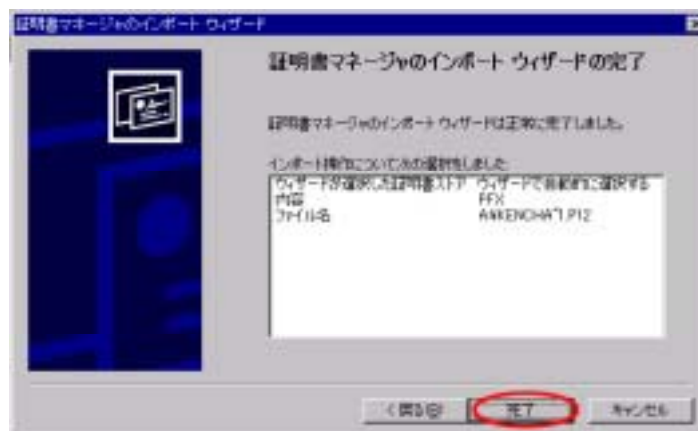 証明書マネージャのインポート ウィザード
証明書マネージャのインポート ウィザードの完了
証明書マネージャのインポート ウィザードは正常に完了しました。
インポート操作について次の選択をしました:
ウィザードが選択した証明書ストア ウィザードで自動的に選択する
内容 PFX
ファイル名
< 戻る(B) 完了 キャンセル